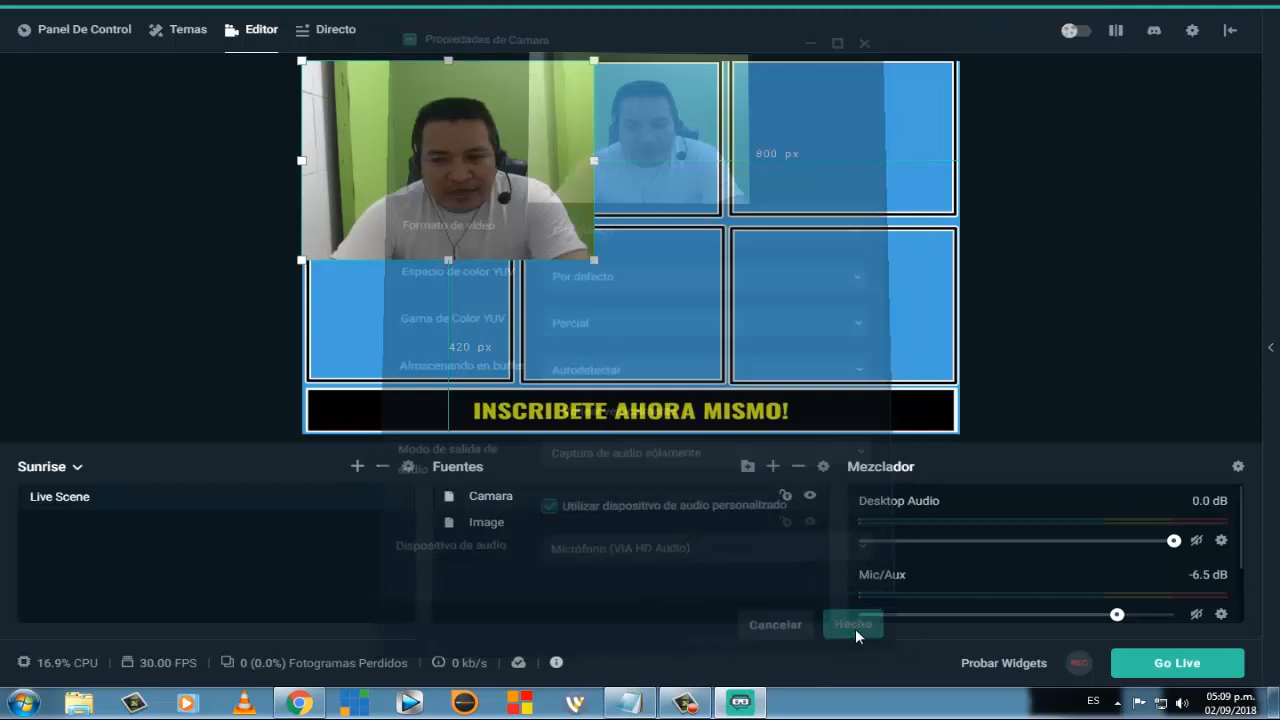 Panel De Control Temas Editor Directo
Propiedades de Camara
800 px
Formato de vídeo
Espacio de color YUV Por defecto
Gama de Color YUV Parcial
420 px
Almacenando en buffer Autodetectar
INSCRIBETE AHORA MISMO!
Modo de salida de audio Captura de audio sólamente
Sunrise Fuentes Mezclador
Live Scene Camara Desktop Audio 0.0 dB
Utilizar dispositivo de audio personalizado
Image
Dispositivo de audio Micrófono (VIA HD Audio)
Mic/Aux -6.5 dB
Cancelar Hecho
16.9% CPU 30.00 FPS 0 (0.0%) Fotogramas Perdidos 0 kb/s Probar Widgets REC Go Live
ES 05:09 p.m.
02/09/2018